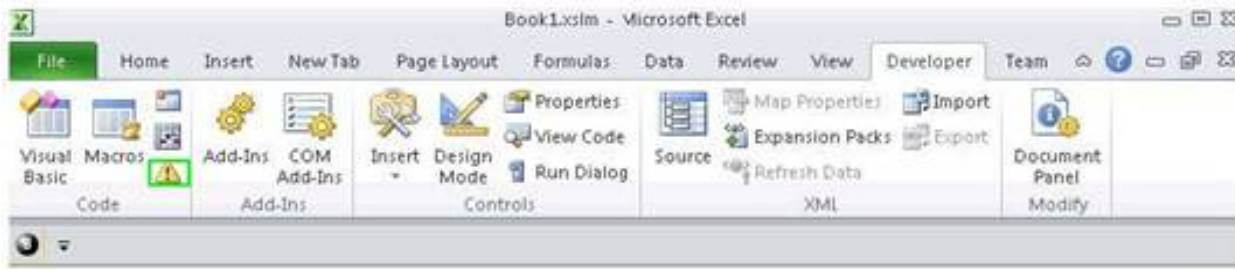 Book1.xslm - Microsoft Excel
File Home Insert New Tab Page Layout Formulas Data Review View Developer Team
Visual Basic Macros Add-Ins COM Add-Ins Insert Design Mode Properties View Code Run Dialog Source Map Properties Expansion Packs Refresh Data Import Export Document Panel
Code Add-Ins Controls XML Modify